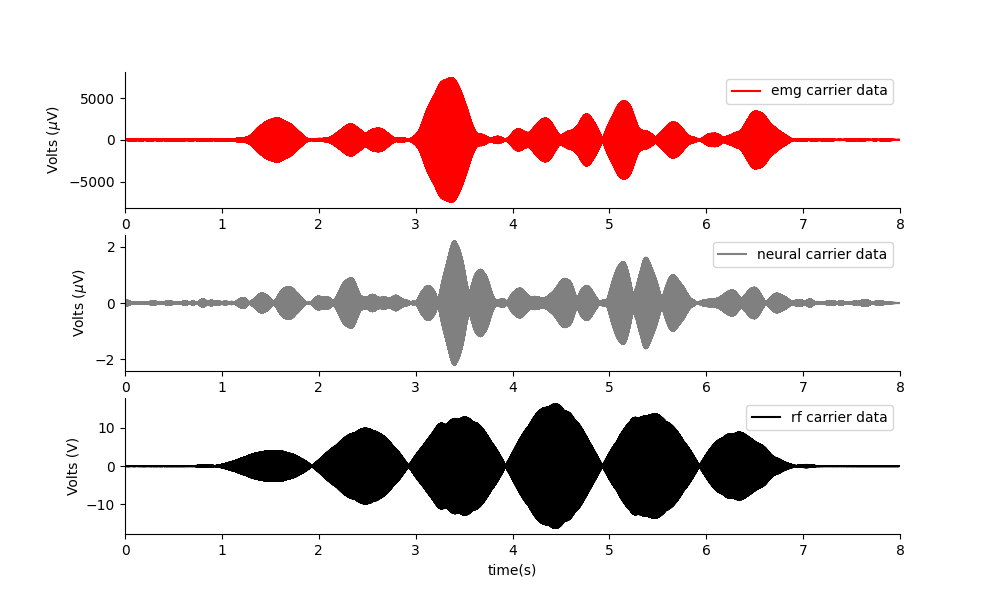 Volts (μV)
5000
0
−5000
emg carrier data
0 1 2 3 4 5 6 7 8
Volts (μV)
2
0
−2
neural carrier data
0 1 2 3 4 5 6 7 8
Volts (V)
10
0
−10
rf carrier data
0 1 2 3 4 5 6 7 8
time(s)